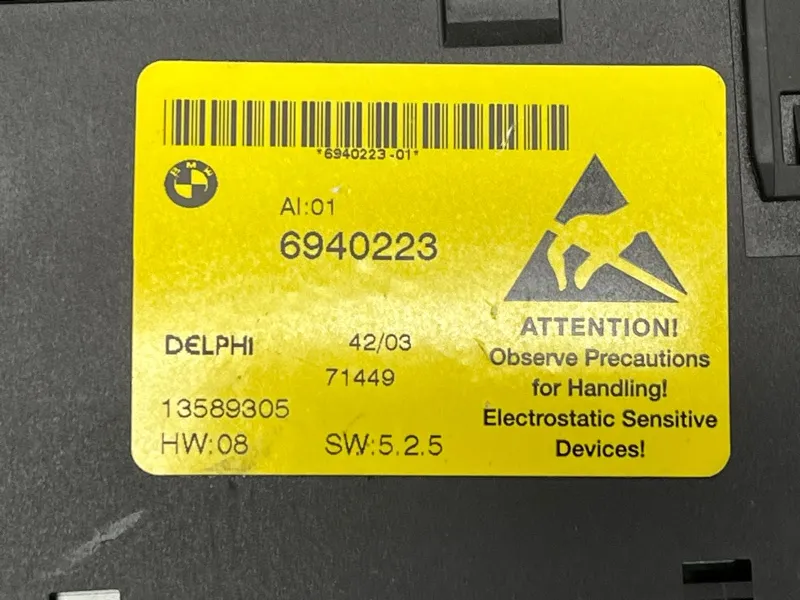 *6940223-01*
BMW
AI:01
6940223
DELPHI
42/03
71449
13589305
HW:08
SW:5.2.5
ATTENTION!
Observe Precautions
for Handling!
Electrostatic Sensitive
Devices!